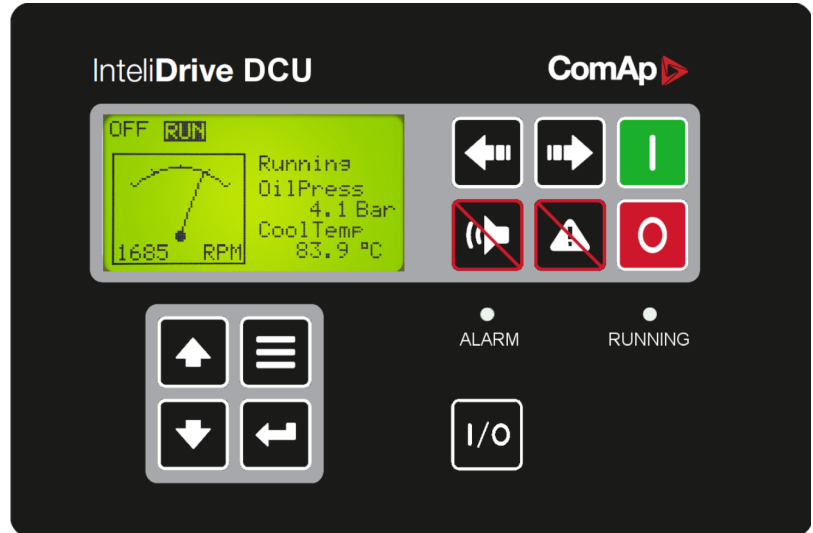 InteliDrive DCU
ComAp
OFF RUN
Running
OilPress
4.1 Bar
CoolTemp
83.9 °C
1685 RPM
I
O
ALARM
RUNNING
I/O